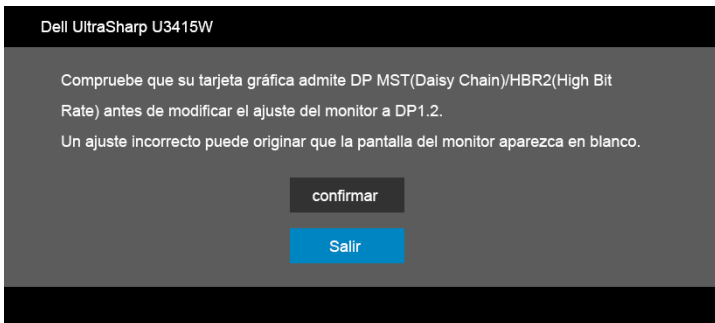 Dell UltraSharp U3415W
Compruebe que su tarjeta gráfica admite DP MST(Daisy Chain)/HBR2(High Bit
Rate) antes de modificar el ajuste del monitor a DP1.2.
Un ajuste incorrecto puede originar que la pantalla del monitor aparezca en blanco.
confirmar
Salir